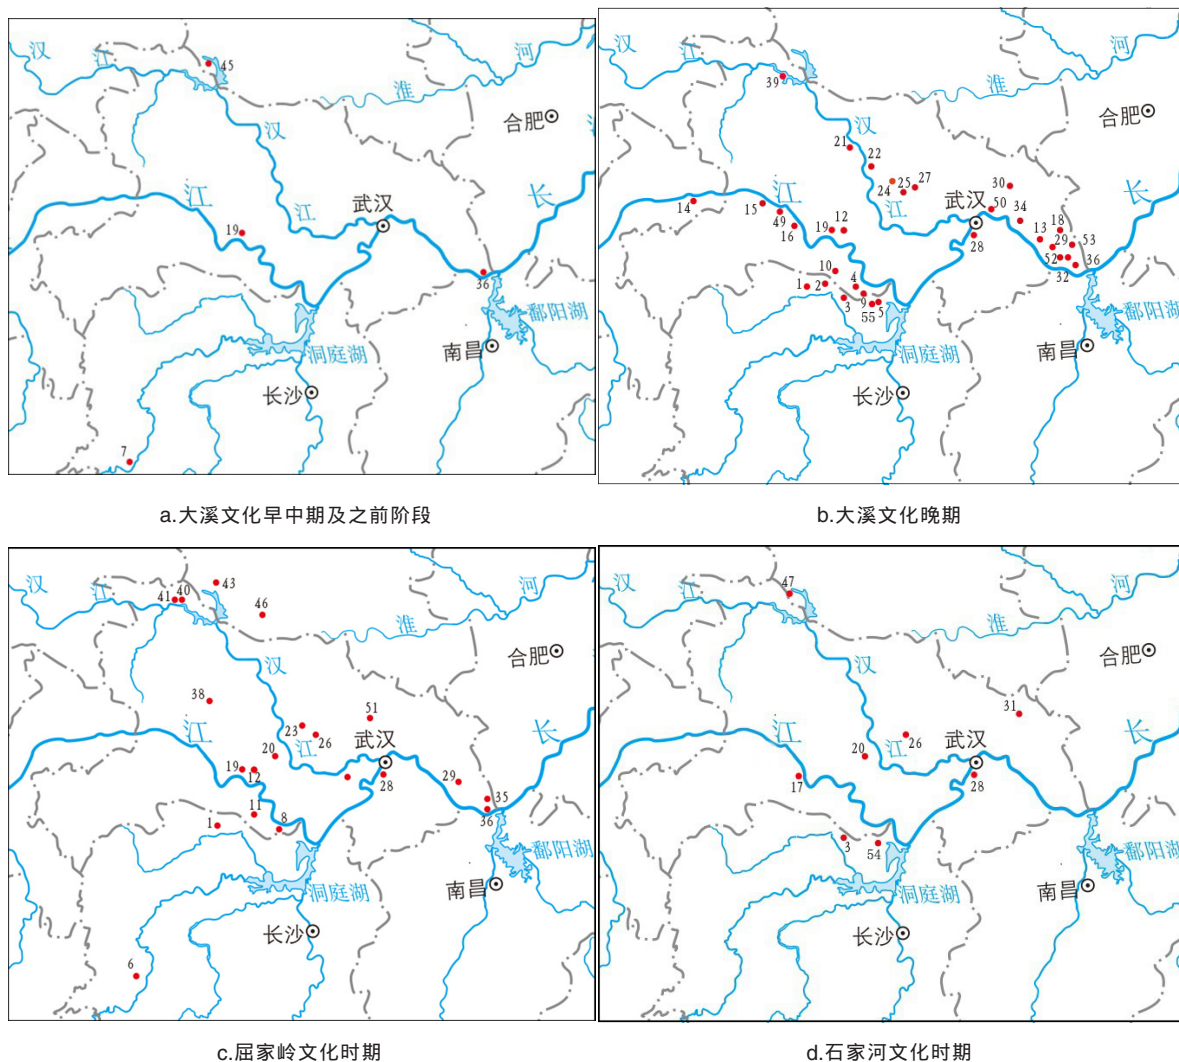 汉
江
45
河
淮
合肥
汉
江
武汉
长
19
江
36
鄱阳湖
南昌
洞庭湖
长沙
7
a.大溪文化早中期及之前阶段
汉
江
39
河
淮
合肥
21
汉
22
24
25
27
30
江
14
15
49
16
19
12
江
武汉
50
34
长
28
13
18
29
53
52
32
36
10
1
2
4
3
9
55
5
鄱阳湖
南昌
洞庭湖
长沙
b.大溪文化晚期
汉
江
41
40
43
46
河
淮
合肥
汉
38
江
23
26
51
江
武汉
长
20
19
12
28
29
35
36
11
1
8
鄱阳湖
南昌
洞庭湖
长沙
6
c.屈家岭文化时期
汉
江
47
河
淮
合肥
汉
31
江
26
20
江
武汉
长
17
28
3
54
鄱阳湖
南昌
洞庭湖
长沙
d.石家河文化时期